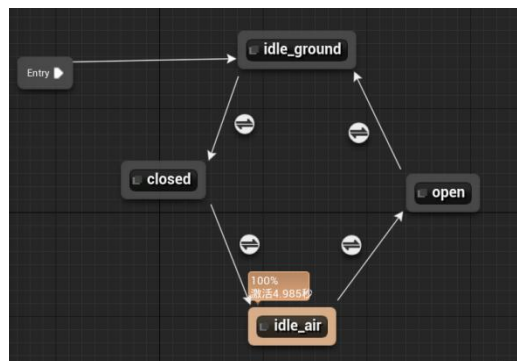 idle_ground
Entry
closed
open
100%
激活4.985秒
idle_air